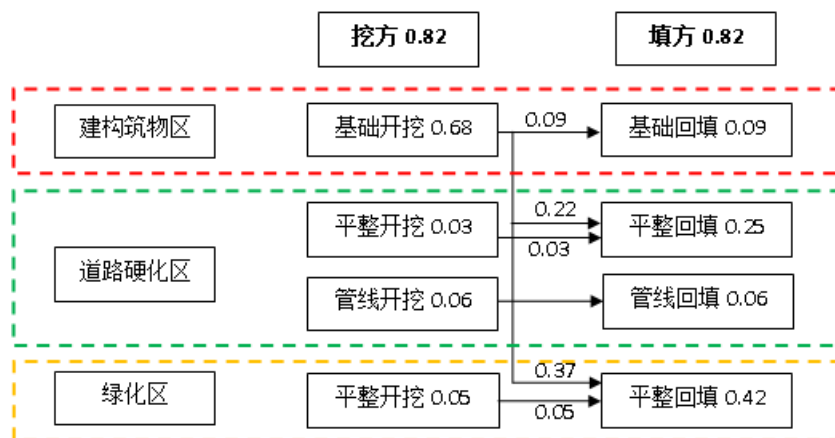 挖方 0.82
填方 0.82
建构筑物区
基础开挖 0.68
0.09
基础回填 0.09
道路硬化区
平整开挖 0.03
0.22
0.03
平整回填 0.25
管线开挖 0.06
管线回填 0.06
绿化区
平整开挖 0.05
0.37
0.05
平整回填 0.42